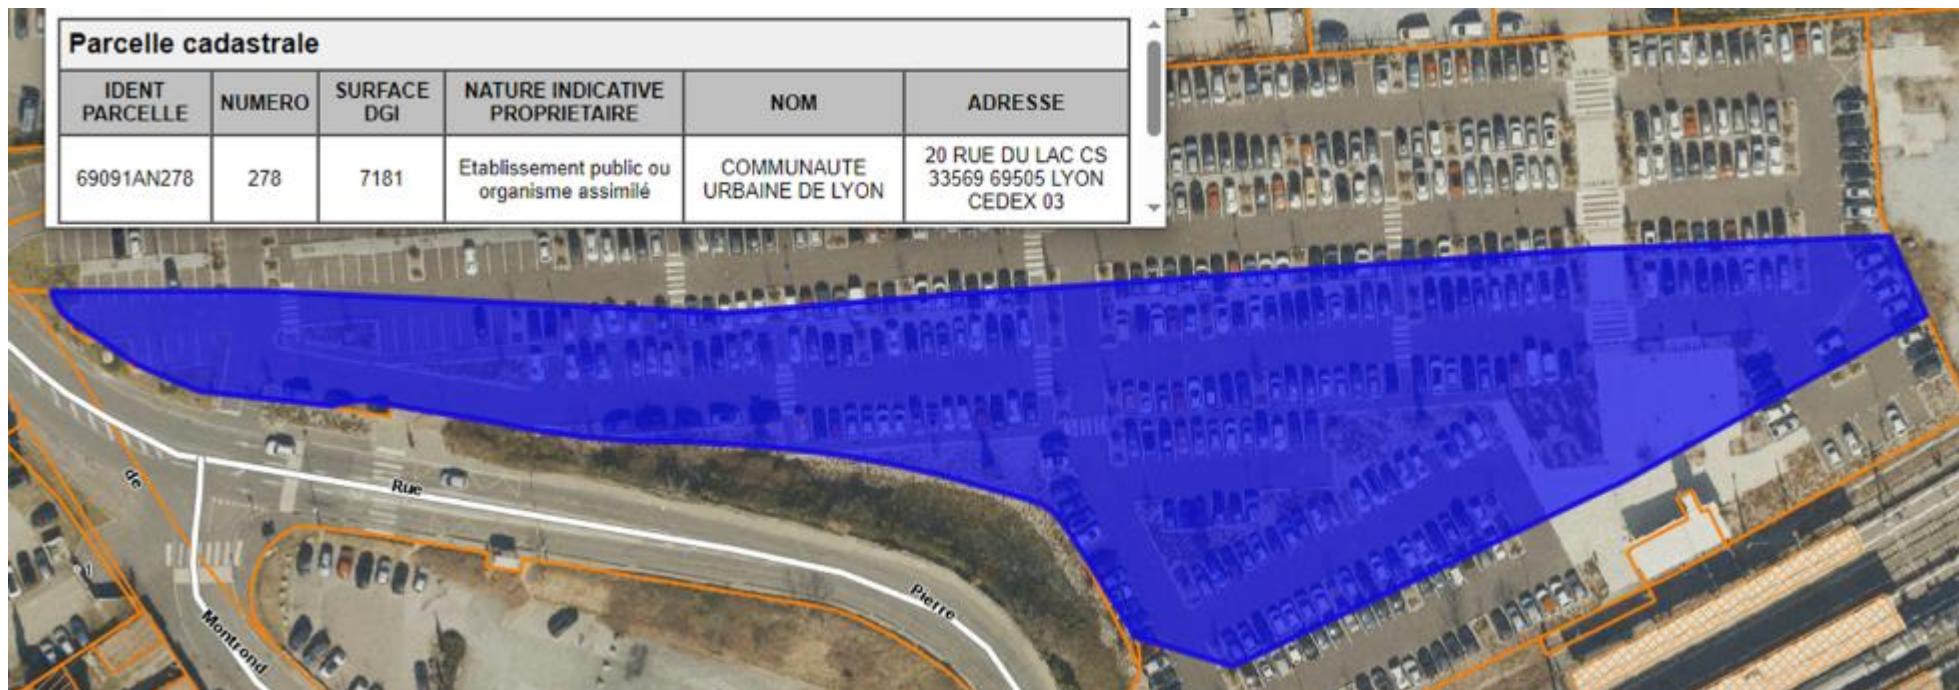 Parcelle cadastrale
IDENT PARCELLE NUMERO SURFACE DGI NATURE INDICATIVE PROPRIETAIRE NOM ADRESSE
69091AN278 278 7181 Etablissement public ou organisme assimilé COMMUNAUTE URBAINE DE LYON 20 RUE DU LAC CS 33569 69505 LYON CEDEX 03
de
Rue
Pierre
Montrond